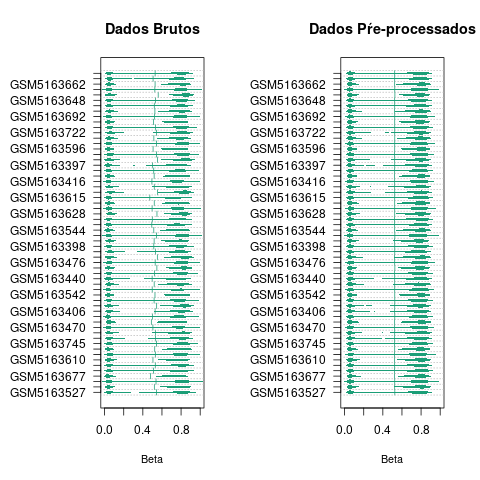 Dados Brutos
GSM5163662
GSM5163648
GSM5163692
GSM5163722
GSM5163596
GSM5163397
GSM5163416
GSM5163615
GSM5163628
GSM5163544
GSM5163398
GSM5163476
GSM5163440
GSM5163542
GSM5163406
GSM5163470
GSM5163745
GSM5163610
GSM5163677
GSM5163527
0.0 0.4 0.8
Beta
Dados Pŕe-processados
GSM5163662
GSM5163648
GSM5163692
GSM5163722
GSM5163596
GSM5163397
GSM5163416
GSM5163615
GSM5163628
GSM5163544
GSM5163398
GSM5163476
GSM5163440
GSM5163542
GSM5163406
GSM5163470
GSM5163745
GSM5163610
GSM5163677
GSM5163527
0.0 0.4 0.8
Beta